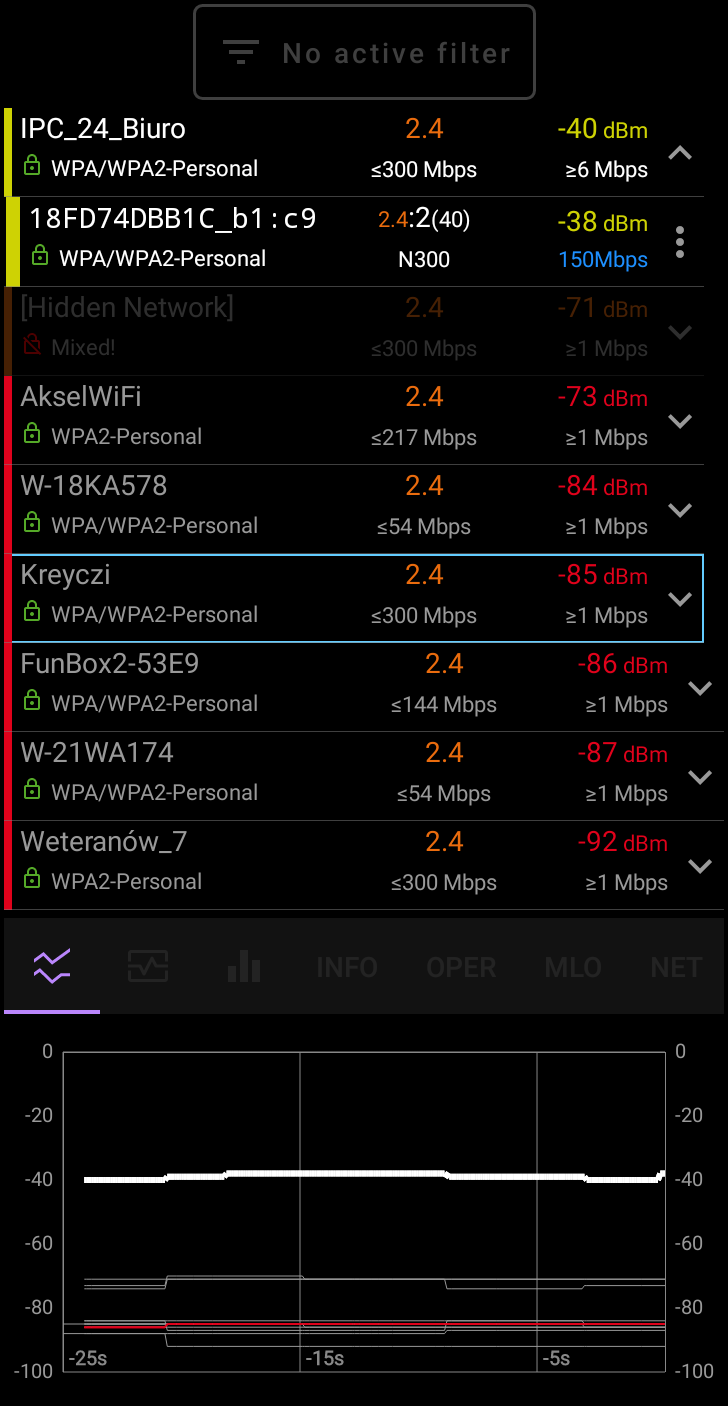 No active filter
IPC_24_Biuro 2.4 -40 dBm
WPA/WPA2-Personal ≤300 Mbps ≥6 Mbps
18FD74DBB1C_b1:c9 2.4:2(40) -38 dBm
WPA/WPA2-Personal N300 150Mbps
[Hidden Network] 2.4 -71 dBm
Mixed! ≤300 Mbps ≥1 Mbps
AkselWiFi 2.4 -73 dBm
WPA2-Personal ≤217 Mbps ≥1 Mbps
W-18KA578 2.4 -84 dBm
WPA/WPA2-Personal ≤54 Mbps ≥1 Mbps
Kreyczi 2.4 -85 dBm
WPA/WPA2-Personal ≤300 Mbps ≥1 Mbps
FunBox2-53E9 2.4 -86 dBm
WPA/WPA2-Personal ≤144 Mbps ≥1 Mbps
W-21WA174 2.4 -87 dBm
WPA/WPA2-Personal ≤54 Mbps ≥1 Mbps
Weteranów_7 2.4 -92 dBm
WPA2-Personal ≤300 Mbps ≥1 Mbps
INFO OPER MLO NET
0 0
-20 -20
-40 -40
-60 -60
-80 -80
-25s -15s -5s
-100 -100